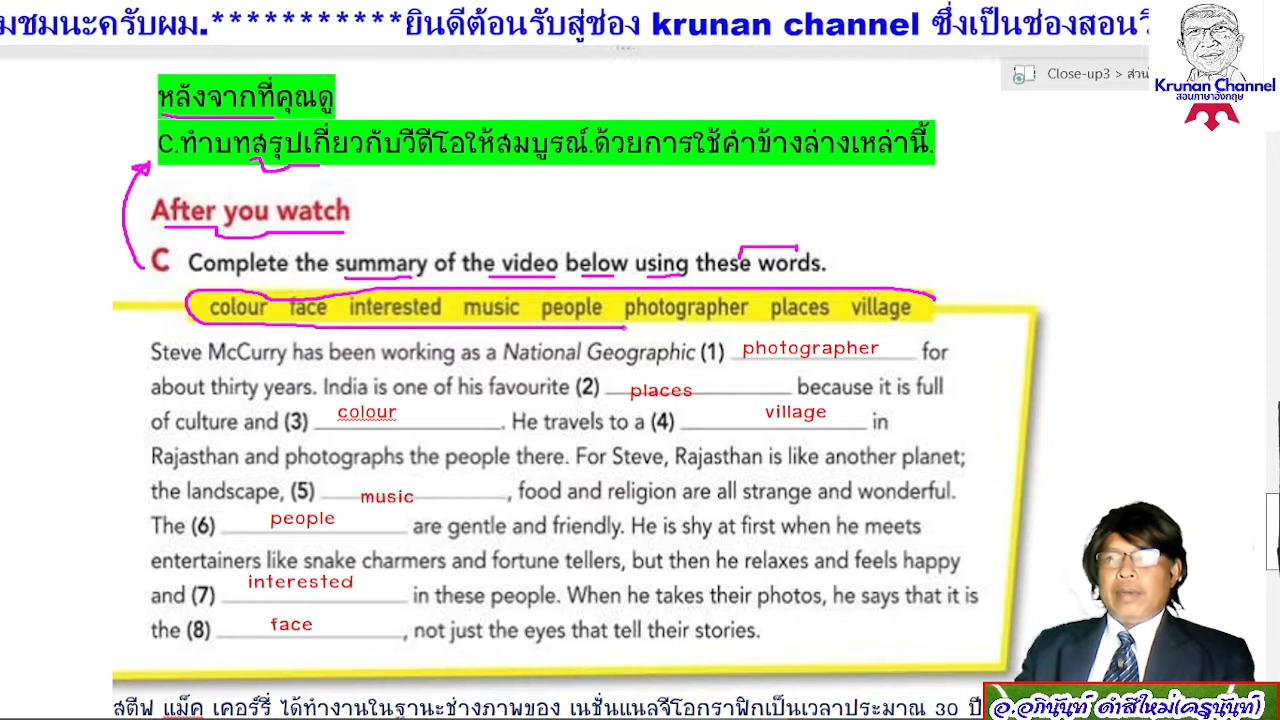 มชมนะครับผม.***********ยินดีต้อนรับสู่ช่อง krunan channel ซึ่งเป็นช่องสอนวิ
Close-up3 > ส่วน
Krunan Channel
สอนภาษาอังกฤษ
หลังจากที่คุณดู
C.ทำบทสรุปเกี่ยวกับวีดีโอให้สมบูรณ์.ด้วยการใช้คำข้างล่างเหล่านี้.
After you watch
C Complete the summary of the video below using these words.
colour face interested music people photographer places village
Steve McCurry has been working as a National Geographic (1) photographer for
about thirty years. India is one of his favourite (2) places because it is full
of culture and (3) colour. He travels to a (4) village in
Rajasthan and photographs the people there. For Steve, Rajasthan is like another planet;
the landscape, (5) music, food and religion are all strange and wonderful.
The (6) people are gentle and friendly. He is shy at first when he meets
entertainers like snake charmers and fortune tellers, but then he relaxes and feels happy
and (7) interested in these people. When he takes their photos, he says that it is
the (8) face, not just the eyes that tell their stories.
สตีฟ แม็ค เคอร์รี่ ได้ทำงานในฐานะช่างภาพของ เนชั่นแนลจีโอกราฟิกเป็นเวลาประมาณ 30 ปี
อ.อภินันท์ คำสีใหม่(ครูนันท์)